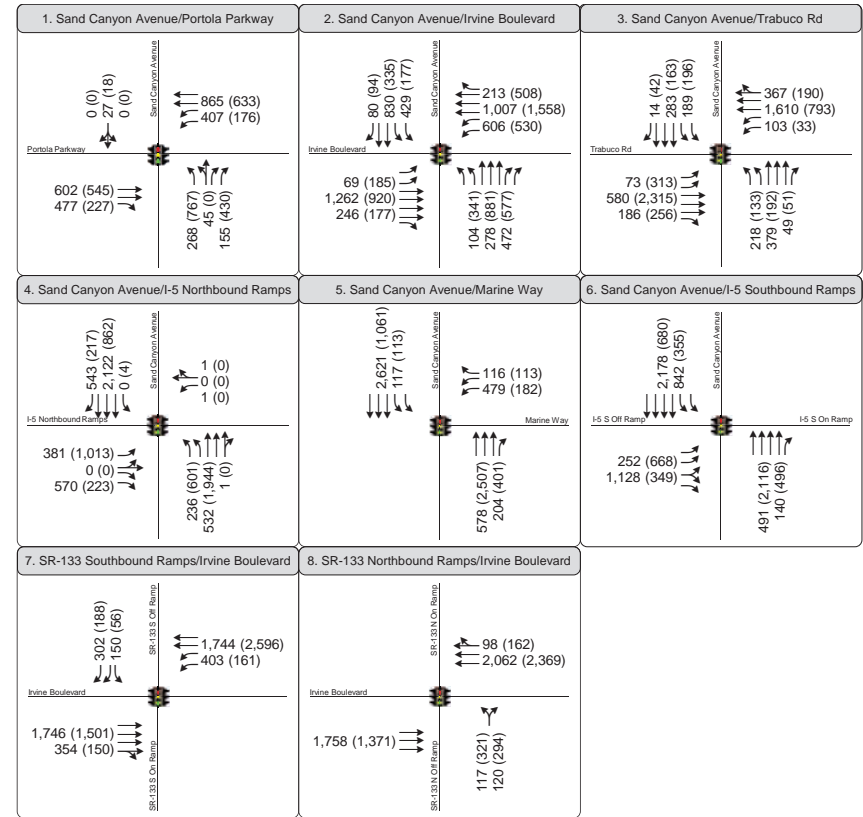 1. Sand Canyon Avenue/Portola Parkway
0 (0)
27 (18)
0 (0)
Sand Canyon Avenue
865 (633)
407 (176)
Portola Parkway
602 (545)
477 (227)
268 (767)
45 (0)
155 (430)
2. Sand Canyon Avenue/Irvine Boulevard
80 (94)
830 (335)
429 (177)
Sand Canyon Avenue
213 (508)
1,007 (1,558)
606 (530)
Irvine Boulevard
69 (185)
1,262 (920)
246 (177)
104 (341)
278 (881)
472 (577)
3. Sand Canyon Avenue/Trabuco Rd
14 (42)
283 (163)
189 (196)
Sand Canyon Avenue
367 (190)
1,610 (793)
103 (33)
Trabuco Rd
73 (313)
580 (2,315)
186 (256)
218 (133)
379 (192)
49 (51)
4. Sand Canyon Avenue/I-5 Northbound Ramps
543 (217)
2,122 (862)
0 (4)
Sand Canyon Avenue
1 (0)
0 (0)
1 (0)
I-5 Northbound Ramps
381 (1,013)
0 (0)
570 (223)
236 (601)
532 (1,944)
1 (0)
5. Sand Canyon Avenue/Marine Way
2,621 (1,061)
117 (113)
Sand Canyon Avenue
116 (113)
479 (182)
Marine Way
578 (2,507)
204 (401)
6. Sand Canyon Avenue/I-5 Southbound Ramps
2,178 (680)
842 (355)
Sand Canyon Avenue
I-5 S Off Ramp
I-5 S On Ramp
252 (668)
1,128 (349)
491 (2,116)
140 (496)
7. SR-133 Southbound Ramps/Irvine Boulevard
302 (188)
150 (56)
SR-133 S Off Ramp
1,744 (2,596)
403 (161)
Irvine Boulevard
1,746 (1,501)
354 (150)
SR-133 S On Ramp
8. SR-133 Northbound Ramps/Irvine Boulevard
SR-133 N On Ramp
98 (162)
2,062 (2,369)
Irvine Boulevard
1,758 (1,371)
SR-133 N Off Ramp
117 (321)
120 (294)